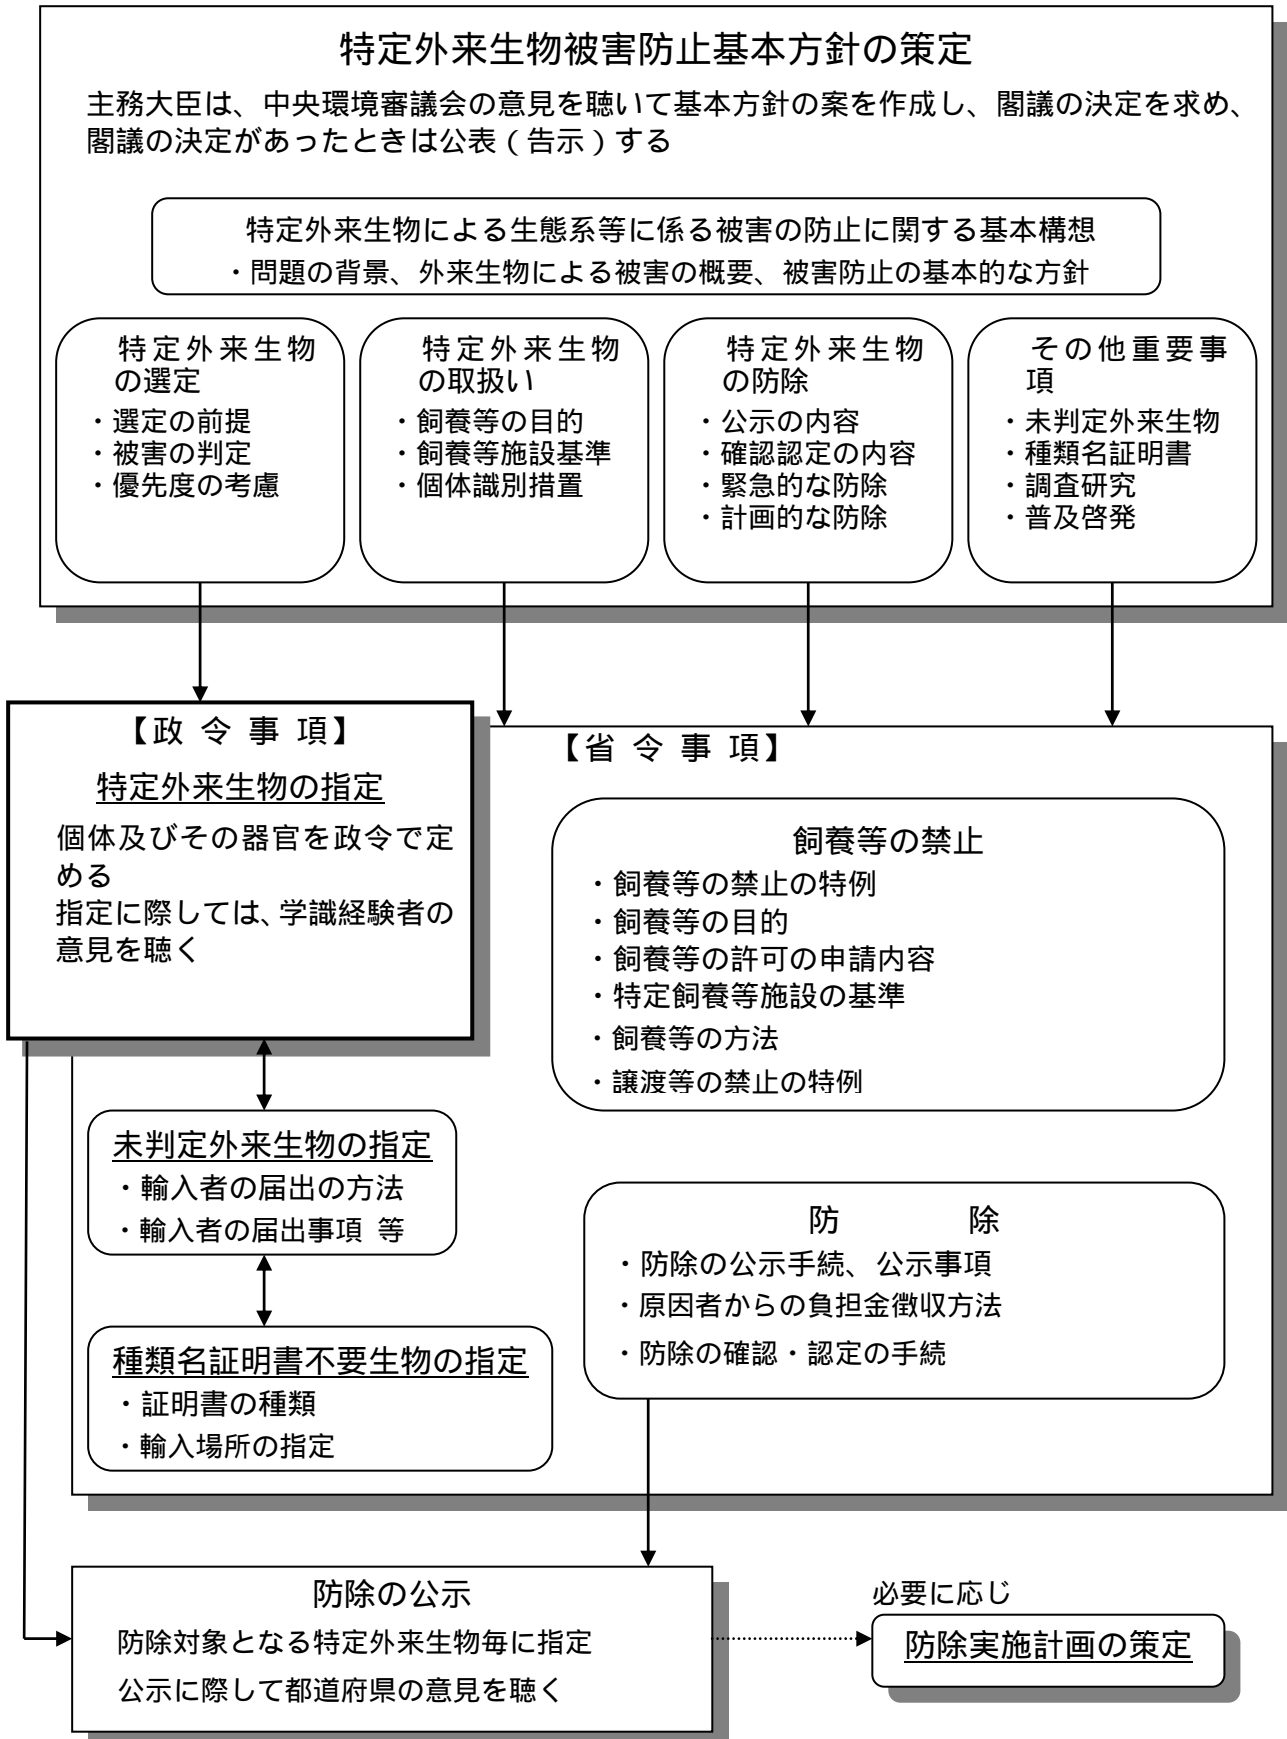 特定外来生物被害防止基本方針の策定
主務大臣は、中央環境審議会の意見を聴いて基本方針の案を作成し、閣議の決定を求め、
閣議の決定があったときは公表(告示)する
特定外来生物による生態系等に係る被害の防止に関する基本構想
・問題の背景、外来生物による被害の概要、被害防止の基本的な方針
特定外来生物
の選定
・選定の前提
・被害の判定
・優先度の考慮
特定外来生物
の取扱い
・飼養等の目的
・飼養等施設基準
・個体識別措置
特定外来生物
の防除
・公示の内容
・確認認定の内容
・緊急的な防除
・計画的な防除
その他重要事
項
・未判定外来生物
・種類名証明書
・調査研究
・普及啓発
【政 令 事 項】
特定外来生物の指定
個体及びその器官を政令で定
める
指定に際しては、学識経験者の
意見を聴く
【省 令 事 項】
飼養等の禁止
・飼養等の禁止の特例
・飼養等の目的
・飼養等の許可の申請内容
・特定飼養等施設の基準
・飼養等の方法
・譲渡等の禁止の特例
未判定外来生物の指定
・輸入者の届出の方法
・輸入者の届出事項 等
種類名証明書不要生物の指定
・証明書の種類
・輸入場所の指定
防 除
・防除の公示手続、公示事項
・原因者からの負担金徴収方法
・防除の確認・認定の手続
防除の公示
防除対象となる特定外来生物毎に指定
公示に際して都道府県の意見を聴く
必要に応じ
防除実施計画の策定